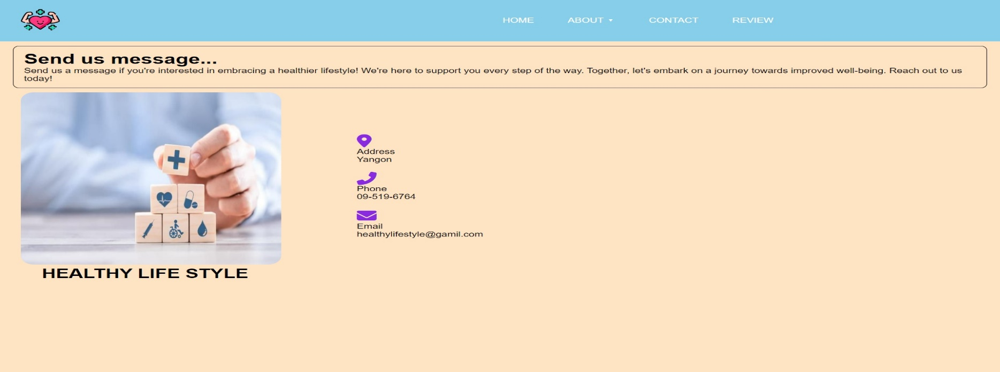 HOME ABOUT CONTACT REVIEW
Send us message...
Send us a message if you're interested in embracing a healthier lifestyle! We're here to support you every step of the way. Together, let's embark on a journey towards improved well-being. Reach out to us
today!
Address
Yangon
Phone
09-519-6764
Email
healthylifestyle@gamil.com
HEALTHY LIFE STYLE